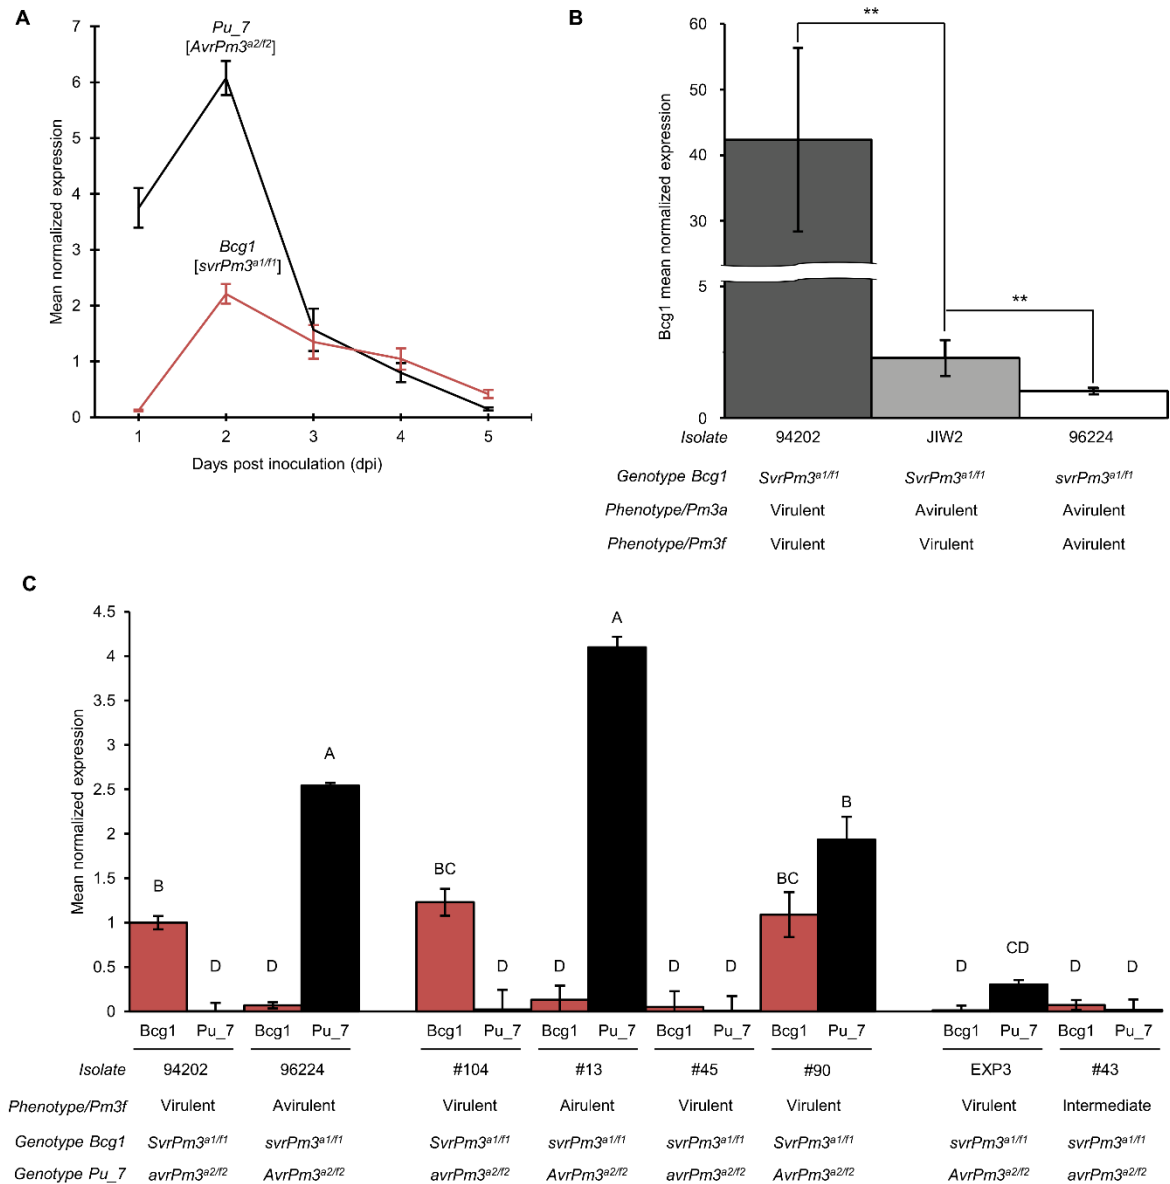 A
Mean normalized expression
7
6
5
4
3
2
1
0
Pu_7
[AvrPm3a2/f2]
Bcg1
[svrPm3a1/f1]
1 2 3 4 5
Days post inoculation (dpi)
B
Bcg1 mean normalized expression
60
50
40
30
5
0
**
**
Isolate 94202 JIW2 96224
Genotype Bcg1 SvrPm3a1/f1 SvrPm3a1/f1 svrPm3a1/f1
Phenotype/Pm3a Virulent Avirulent Avirulent
Phenotype/Pm3f Virulent Virulent Avirulent
C
Mean normalized expression
4.5
4
3.5
3
2.5
2
1.5
1
0.5
0
B D D A BC D D A D D BC B D CD D D
Bcg1 Pu_7 Bcg1 Pu_7 Bcg1 Pu_7 Bcg1 Pu_7 Bcg1 Pu_7 Bcg1 Pu_7 Bcg1 Pu_7 Bcg1 Pu_7
Isolate 94202 96224 #104 #13 #45 #90 EXP3 #43
Phenotype/Pm3f Virulent Avirulent Virulent Airulent Virulent Virulent Virulent Intermediate
Genotype Bcg1 SvrPm3a1/f1 svrPm3a1/f1 SvrPm3a1/f1 svrPm3a1/f1 svrPm3a1/f1 SvrPm3a1/f1 svrPm3a1/f1 svrPm3a1/f1
Genotype Pu_7 avrPm3a2/f2 AvrPm3a2/f2 avrPm3a2/f2 AvrPm3a2/f2 avrPm3a2/f2 AvrPm3a2/f2 AvrPm3a2/f2 avrPm3a2/f2